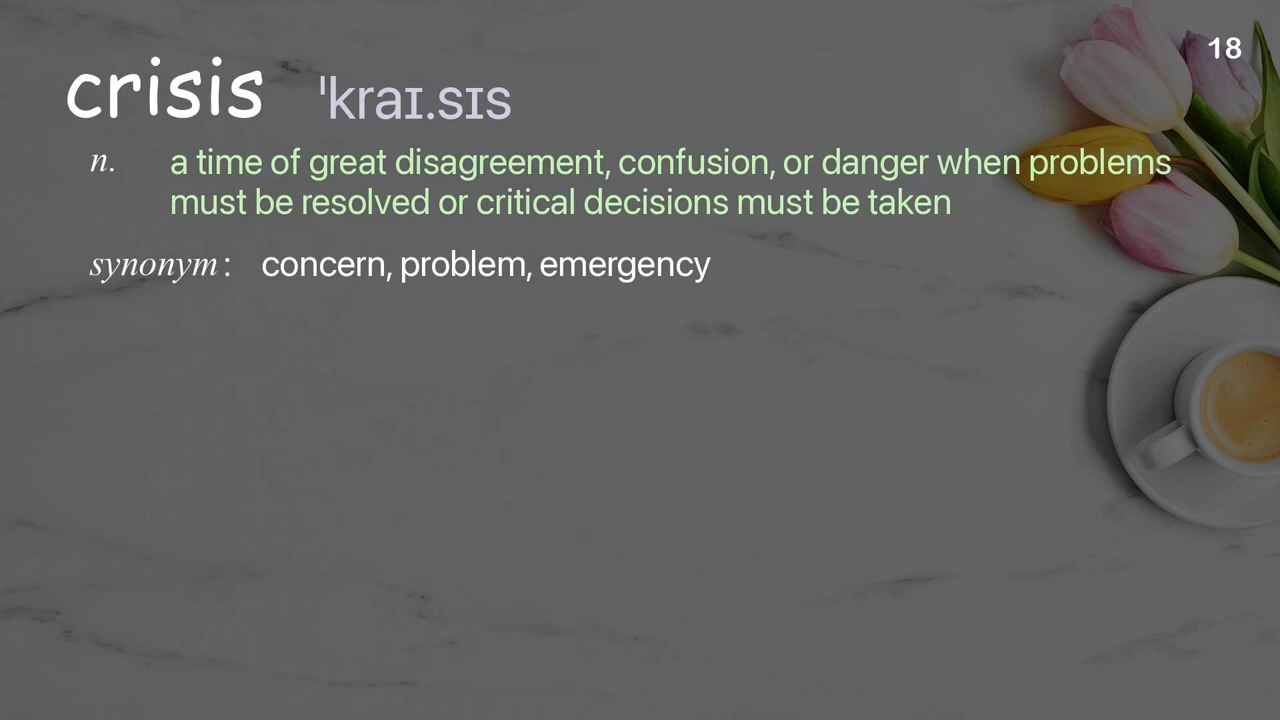 18
crisis ˈkraɪ.sɪs
n. a time of great disagreement, confusion, or danger when problems
must be resolved or critical decisions must be taken
synonym : concern, problem, emergency